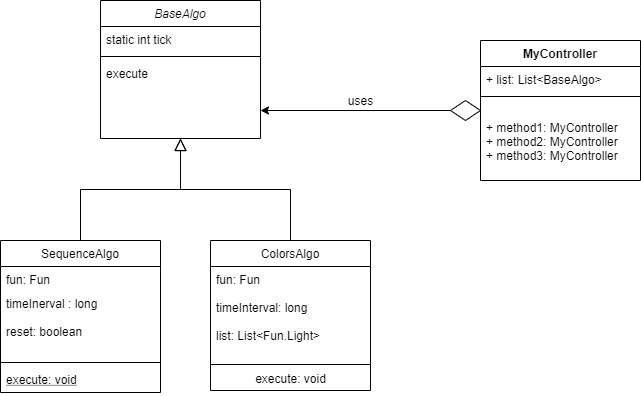 BaseAlgo
static int tick
execute
uses
MyController
+ list: List<BaseAlgo>
+ method1: MyController
+ method2: MyController
+ method3: MyController
SequenceAlgo
fun: Fun
timeInerval : long
reset: boolean
execute: void
ColorsAlgo
fun: Fun
timeInterval: long
list: List<Fun.Light>
execute: void